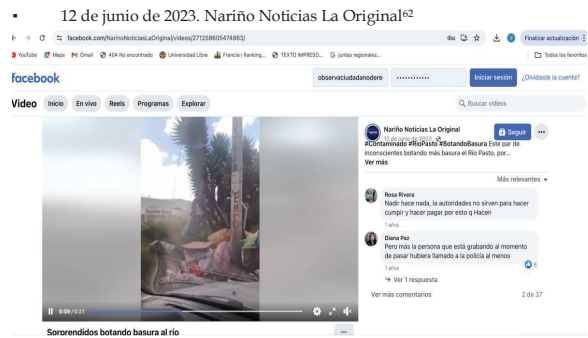 ▪ 12 de junio de 2023. Nariño Noticias La Original62
facebook.com/NarinoNoticiasLaOriginal/videos/271258605474863/
Finalizar actualización
YouTube Maps M Gmail 404 No encontrado Universidad Libre Francia | Ranking... TEXTO IMPRESO... G juntas regionales... Todos los favoritos
facebook
observaciudadanodere
••••••••••••
Iniciar sesión
¿Olvidaste la cuenta?
Video Inicio En vivo Reels Programas Explorar
Buscar videos
Nariño Noticias La Original
12 de junio de 2023
Seguir
#Contaminado #RioPasto #BotandoBasura Este par de
inconscientes botando más basura el Río Pasto, por...
Ver más
Más relevantes
Rosa Rivera
Nadir hace nada, la autoridades no sirven para hacer
cumpir y hacer pagar por esto q Hacen
1 años
Diana Paz
Pero más la persona que está grabando al momento
de pasar hubiera llamado a la policía al menos
8
1 años
Ver 1 respuesta
Ver más comentarios 2 de 37
0:09 / 0:21
Sorprendidos botando basura al río